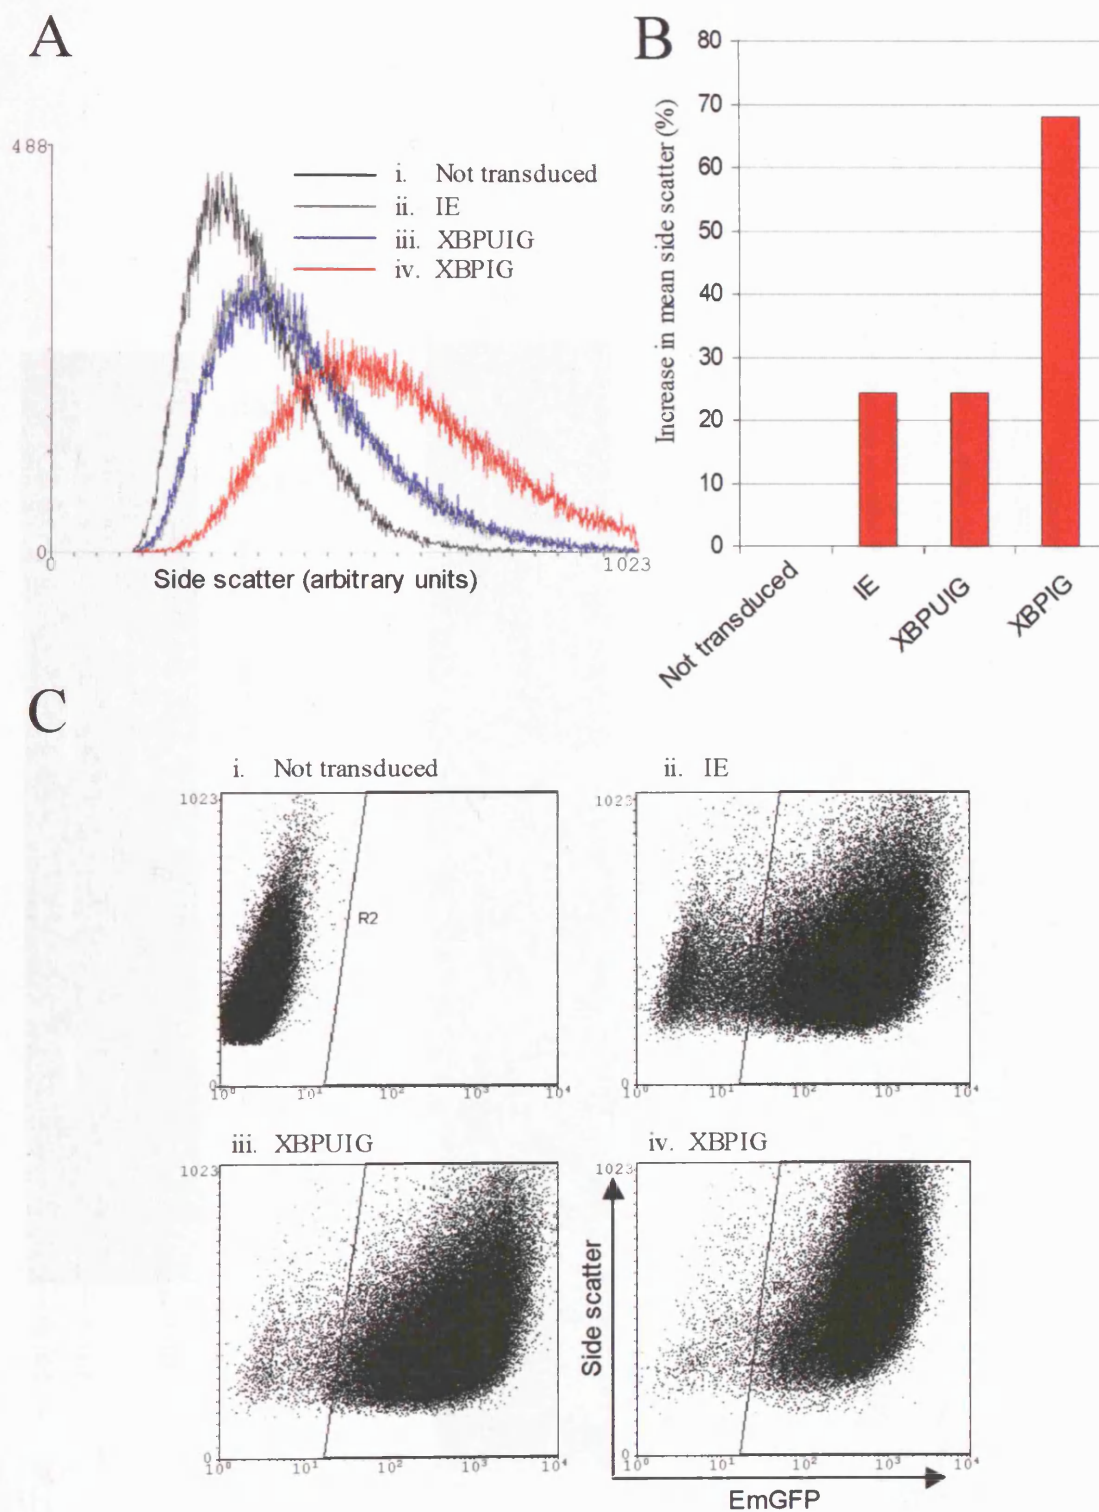 A
488
i. Not transduced
ii. IE
iii. XBPUIG
iv. XBPIG
0
0
1023
Side scatter (arbitrary units)
B
Increase in mean side scatter (%)
80
70
60
50
40
30
20
10
0
Not transduced
IE
XBPUIG
XBPIG
C
i. Not transduced
1023
R2
0
10⁰ 10¹ 10² 10³ 10⁴
ii. IE
1023
0
10⁰ 10¹ 10² 10³ 10⁴
iii. XBPUIG
1023
0
10⁰ 10¹ 10² 10³ 10⁴
iv. XBPIG
1023
0
10⁰ 10¹ 10² 10³ 10⁴
Side scatter
EmGFP